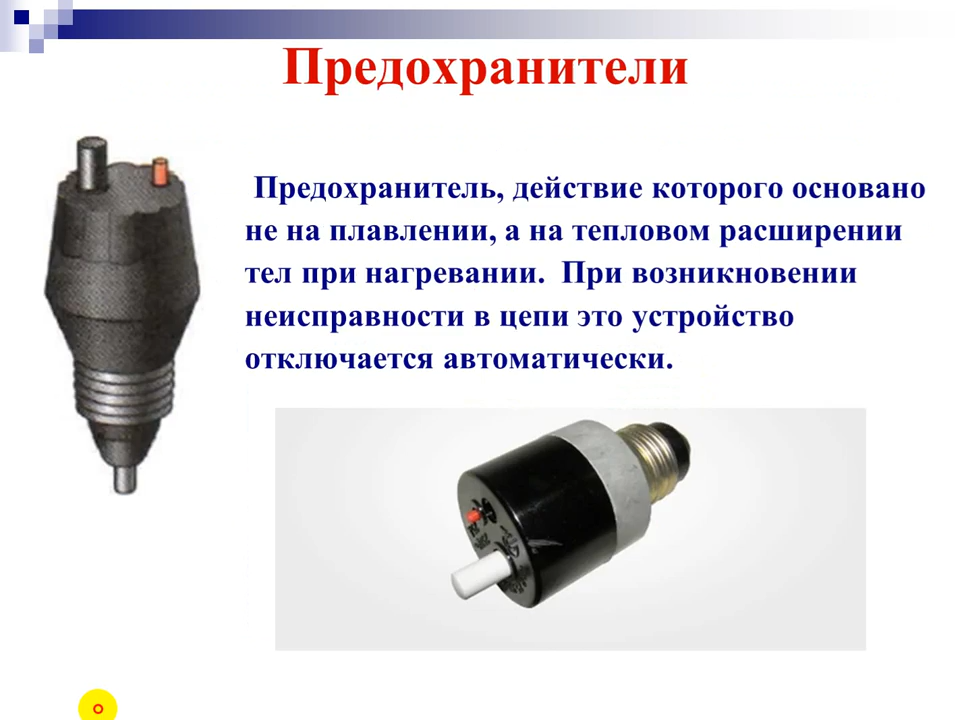 Предохранители
Предохранитель, действие которого основано
не на плавлении, а на тепловом расширении
тел при нагревании. При возникновении
неисправности в цепи это устройство
отключается автоматически.